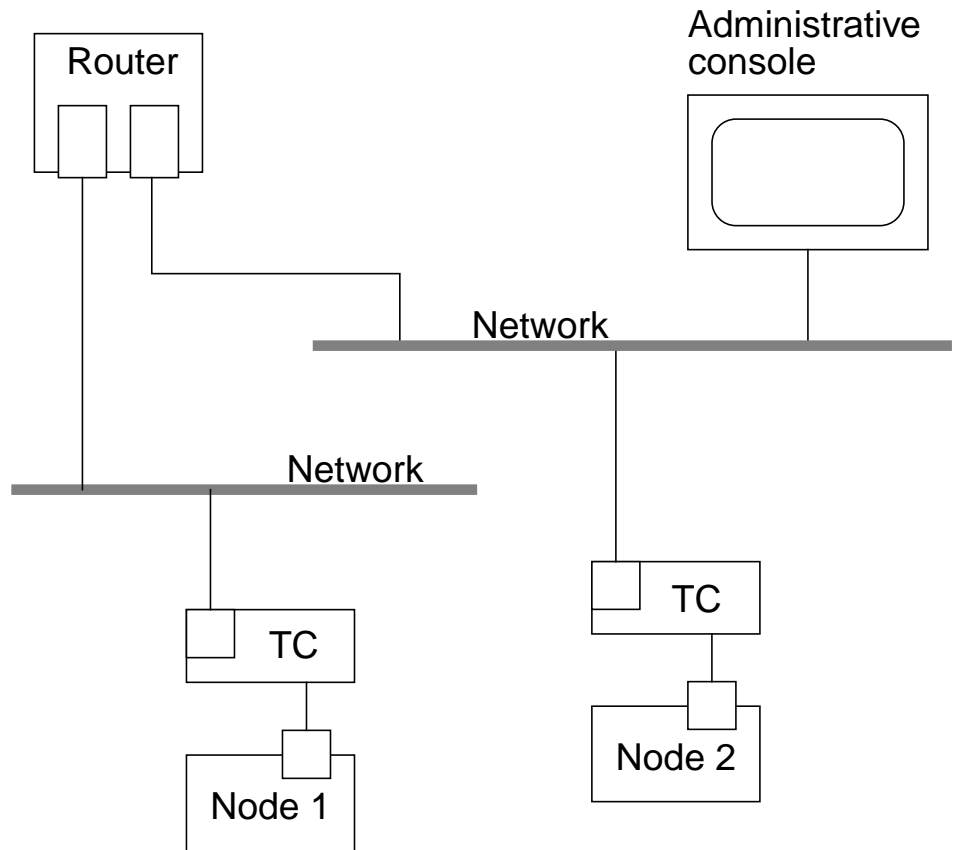 Router
Administrative
console
Network
Network
TC
TC
Node 2
Node 1